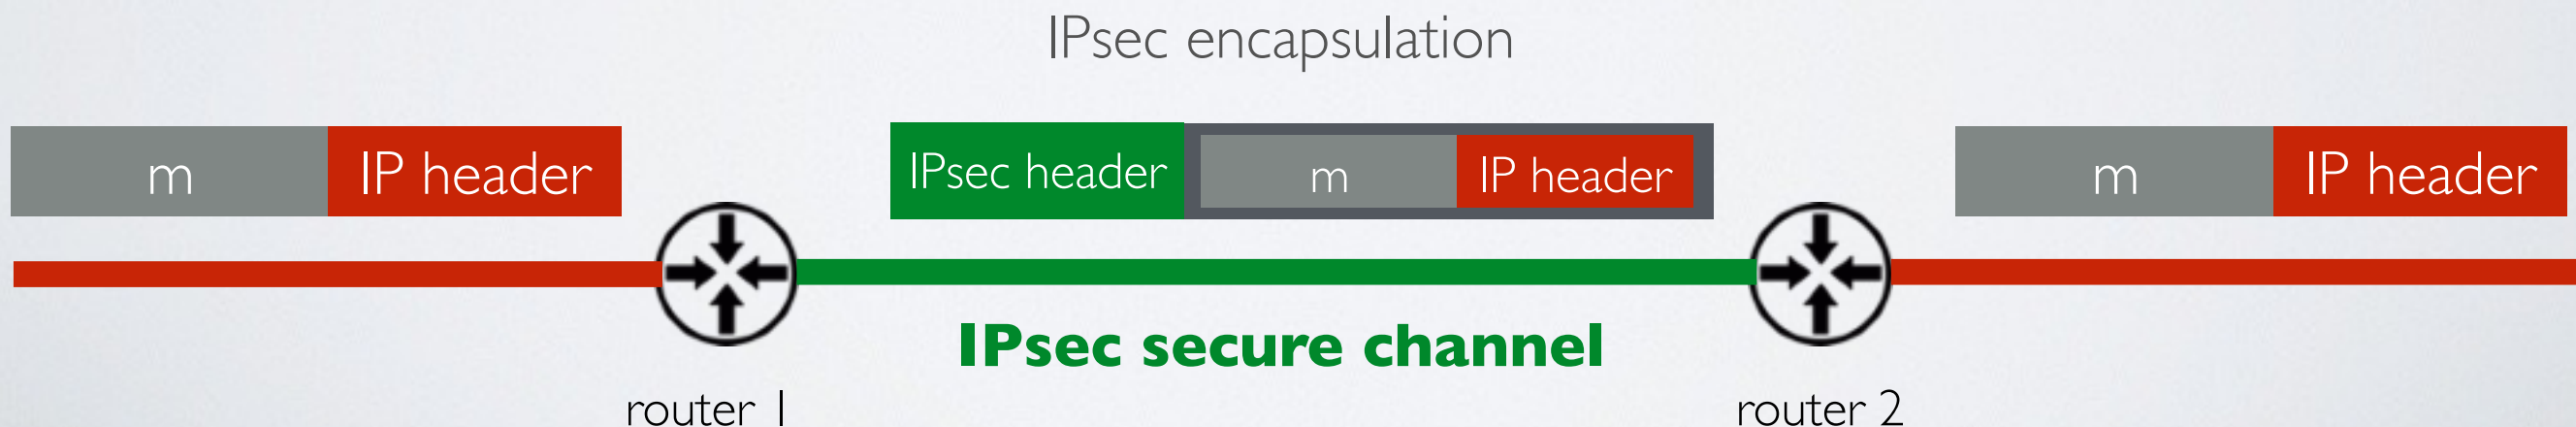 IPsec encapsulation
m IP header
IPsec header m IP header
m IP header
IPsec secure channel
router 1
router 2